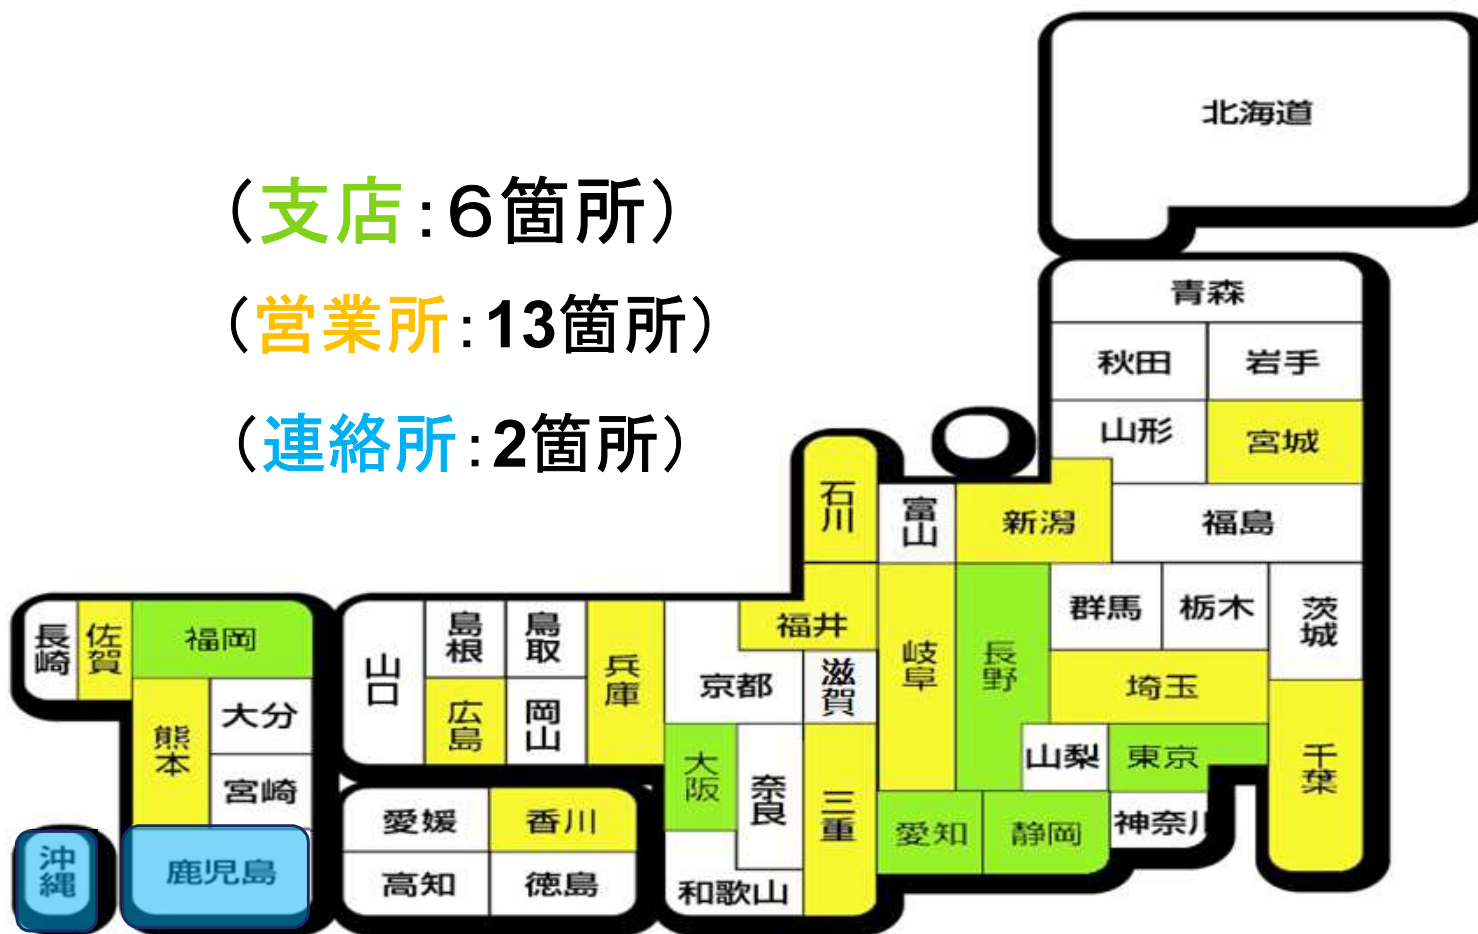 北海道
（支店：６箇所）
青森
（営業所：13箇所）
秋田
岩手
（連絡所：2箇所）
山形
宮城
石川
富山
新潟
福島
長崎
佐賀
福岡
山口
島根
鳥取
兵庫
福井
岐阜
長野
群馬
栃木
茨城
京都
滋賀
埼玉
大分
広島
岡山
熊本
大阪
奈良
三重
山梨
東京
千葉
宮崎
愛媛
香川
愛知
静岡
神奈川
沖縄
鹿児島
高知
徳島
和歌山